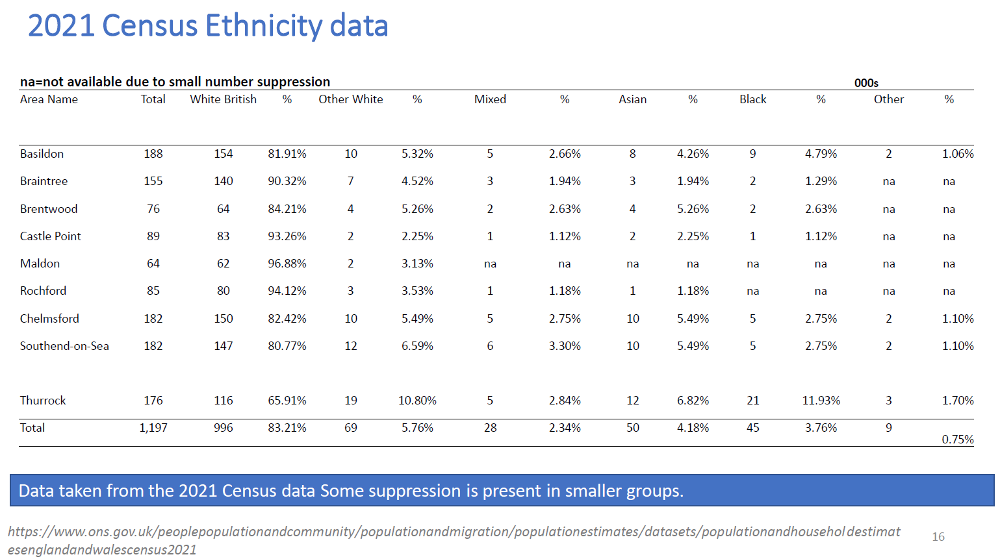 2021 Census Ethnicity data
na=not available due to small number suppression 000s
Area Name Total White British % Other White % Mixed % Asian % Black % Other %
Basildon 188 154 81.91% 10 5.32% 5 2.66% 8 4.26% 9 4.79% 2 1.06%
Braintree 155 140 90.32% 7 4.52% 3 1.94% 3 1.94% 2 1.29% na na
Brentwood 76 64 84.21% 4 5.26% 2 2.63% 4 5.26% 2 2.63% na na
Castle Point 89 83 93.26% 2 2.25% 1 1.12% 2 2.25% 1 1.12% na na
Maldon 64 62 96.88% 2 3.13% na na na na na na na na
Rochford 85 80 94.12% 3 3.53% 1 1.18% 1 1.18% na na na na
Chelmsford 182 150 82.42% 10 5.49% 5 2.75% 10 5.49% 5 2.75% 2 1.10%
Southend-on-Sea 182 147 80.77% 12 6.59% 6 3.30% 10 5.49% 5 2.75% 2 1.10%
Thurrock 176 116 65.91% 19 10.80% 5 2.84% 12 6.82% 21 11.93% 3 1.70%
Total 1,197 996 83.21% 69 5.76% 28 2.34% 50 4.18% 45 3.76% 9 0.75%
Data taken from the 2021 Census data Some suppression is present in smaller groups.
https://www.ons.gov.uk/peoplepopulationandcommunity/populationandmigration/populationestimates/datasets/populationandhouseholdestimat
esenglandandwalescensus2021
16